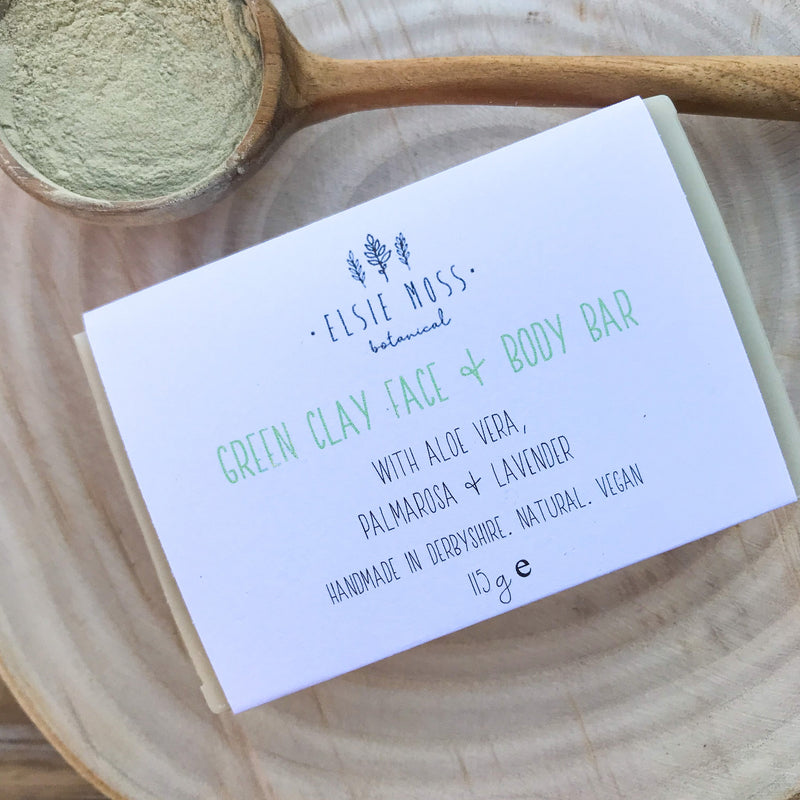 · ELSIE MOSS ·
botanical
GREEN CLAY FACE & BODY BAR
WITH ALOE VERA,
PALMAROSA & LAVENDER
HANDMADE IN DERBYSHIRE. NATURAL. VEGAN
115g ℮